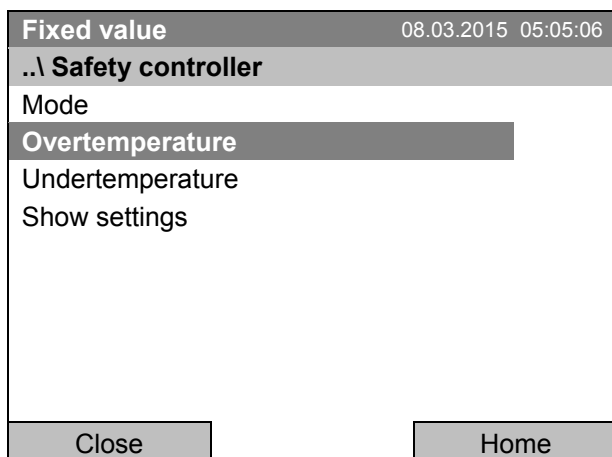 Fixed value 08.03.2015 05:05:06
..\ Safety controller
Mode
Overtemperature
Undertemperature
Show settings
Close Home